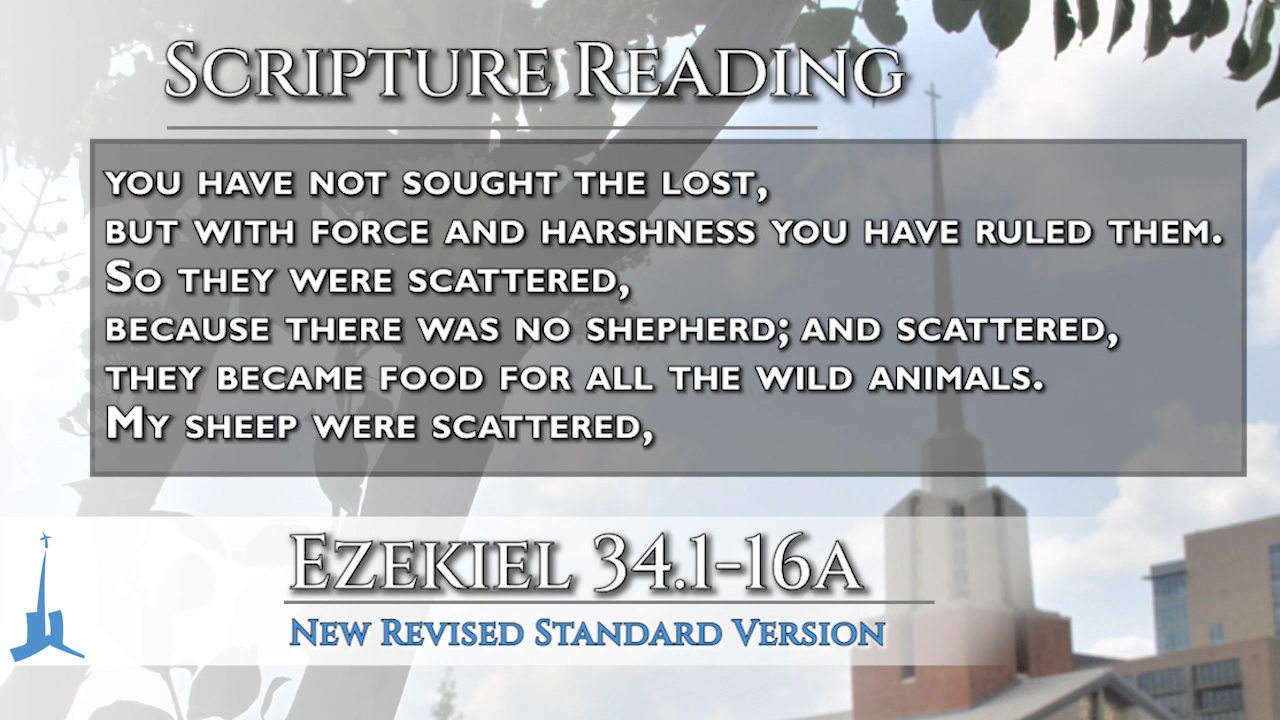 Scripture Reading
you have not sought the lost,
but with force and harshness you have ruled them.
So they were scattered,
because there was no shepherd; and scattered,
they became food for all the wild animals.
My sheep were scattered,
Ezekiel 34.1-16a
New Revised Standard Version